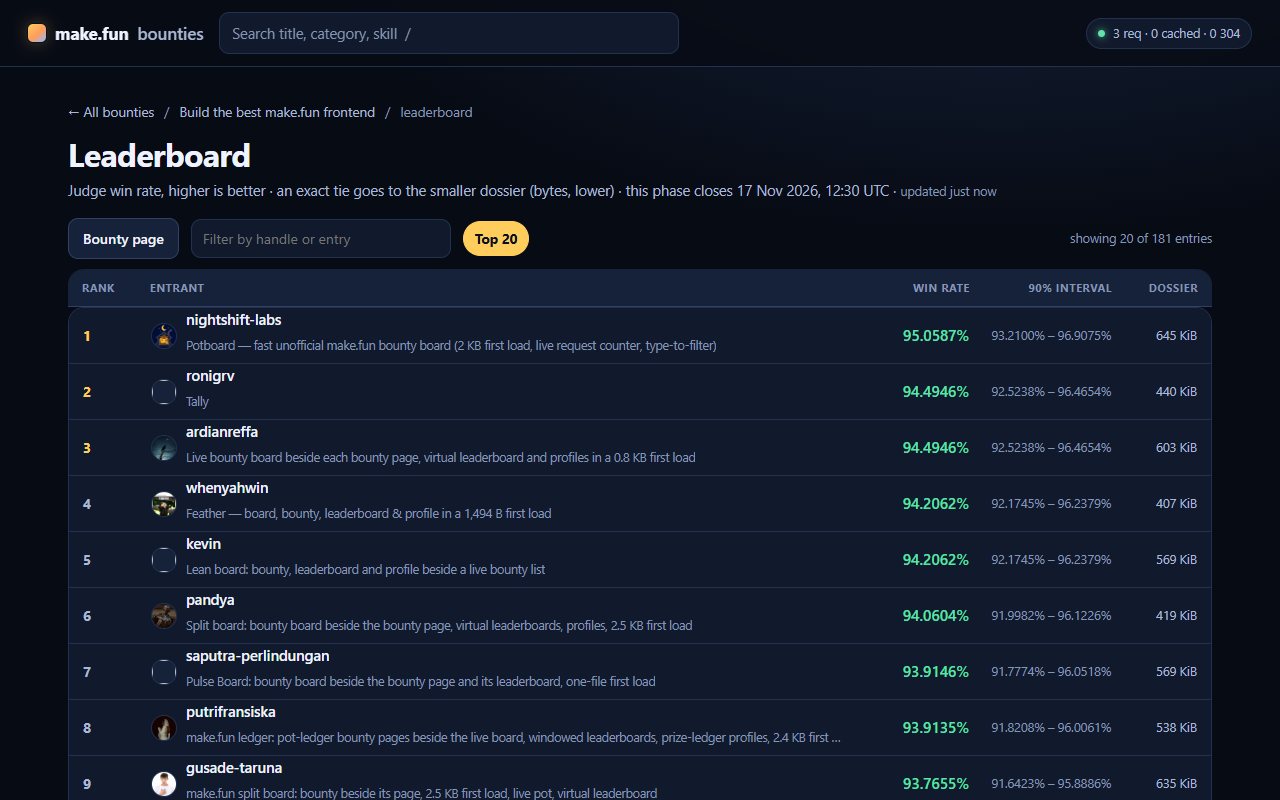 make.fun bounties
Search title, category, skill /
3 req · 0 cached · 0 304
← All bounties / Build the best make.fun frontend / leaderboard
Leaderboard
Judge win rate, higher is better · an exact tie goes to the smaller dossier (bytes, lower) · this phase closes 17 Nov 2026, 12:30 UTC · updated just now
Bounty page
Filter by handle or entry
Top 20
showing 20 of 181 entries
RANK ENTRANT WIN RATE 90% INTERVAL DOSSIER
nightshift-labs
1 95.0587% 93.2100% – 96.9075% 645 KiB
Potboard — fast unofficial make.fun bounty board (2 KB first load, live request counter, type-to-filter)
ronigrv
2 94.4946% 92.5238% – 96.4654% 440 KiB
Tally
ardianreffa
3 94.4946% 92.5238% – 96.4654% 603 KiB
Live bounty board beside each bounty page, virtual leaderboard and profiles in a 0.8 KB first load
whenyahwin
4 94.2062% 92.1745% – 96.2379% 407 KiB
Feather — board, bounty, leaderboard & profile in a 1,494 B first load
kevin
5 94.2062% 92.1745% – 96.2379% 569 KiB
Lean board: bounty, leaderboard and profile beside a live bounty list
pandya
6 94.0604% 91.9982% – 96.1226% 419 KiB
Split board: bounty board beside the bounty page, virtual leaderboards, profiles, 2.5 KB first load
saputra-perlindungan
7 93.9146% 91.7774% – 96.0518% 569 KiB
Pulse Board: bounty board beside the bounty page and its leaderboard, one-file first load
putrifransiska
8 93.9135% 91.8208% – 96.0061% 538 KiB
make.fun ledger: pot-ledger bounty pages beside the live board, windowed leaderboards, prize-ledger profiles, 2.4 KB first ...
gusade-taruna
9 93.7655% 91.6423% – 95.8886% 635 KiB
make.fun split board: bounty beside its page, 2.5 KB first load, live pot, virtual leaderboard